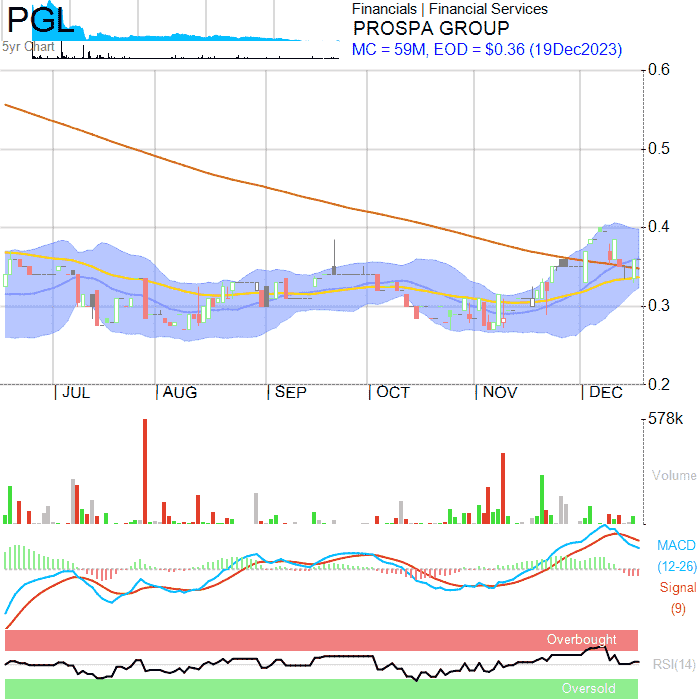 PGL
5yr Chart
Financials | Financial Services
PROSPA GROUP
MC = 59M, EOD = $0.36 (19Dec2023)
0.6
0.5
0.4
0.3
0.2
JUL
AUG
SEP
OCT
NOV
DEC
578k
Volume
MACD
(12-26)
Signal
(9)
Overbought
RSI(14)
Oversold